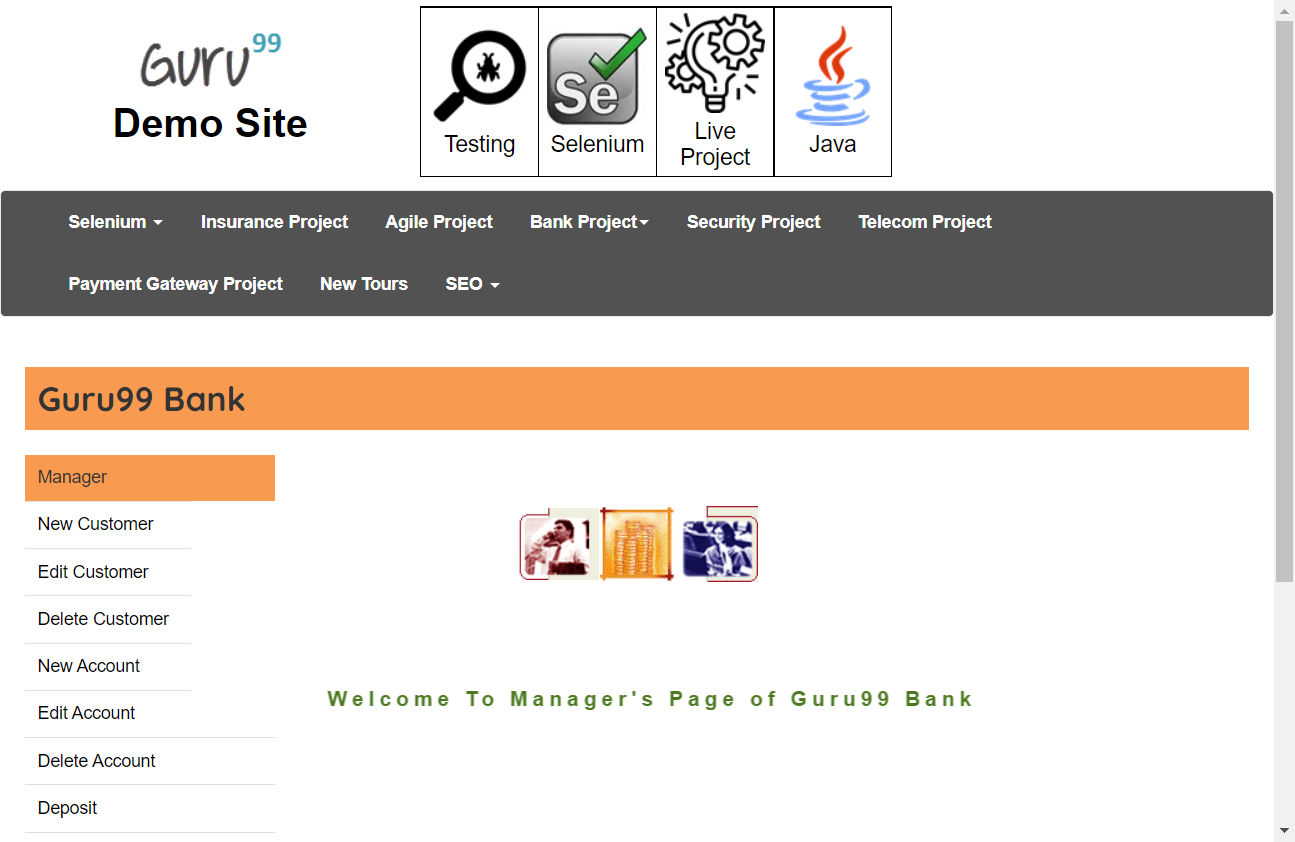 Guru99
Demo Site
Testing
Selenium
Live
Project
Java
Selenium
Insurance Project
Agile Project
Bank Project
Security Project
Telecom Project
Payment Gateway Project
New Tours
SEO
Guru99 Bank
Manager
New Customer
Edit Customer
Delete Customer
New Account
Edit Account
Delete Account
Deposit
Se
Welcome To Manager's Page of Guru99 Bank